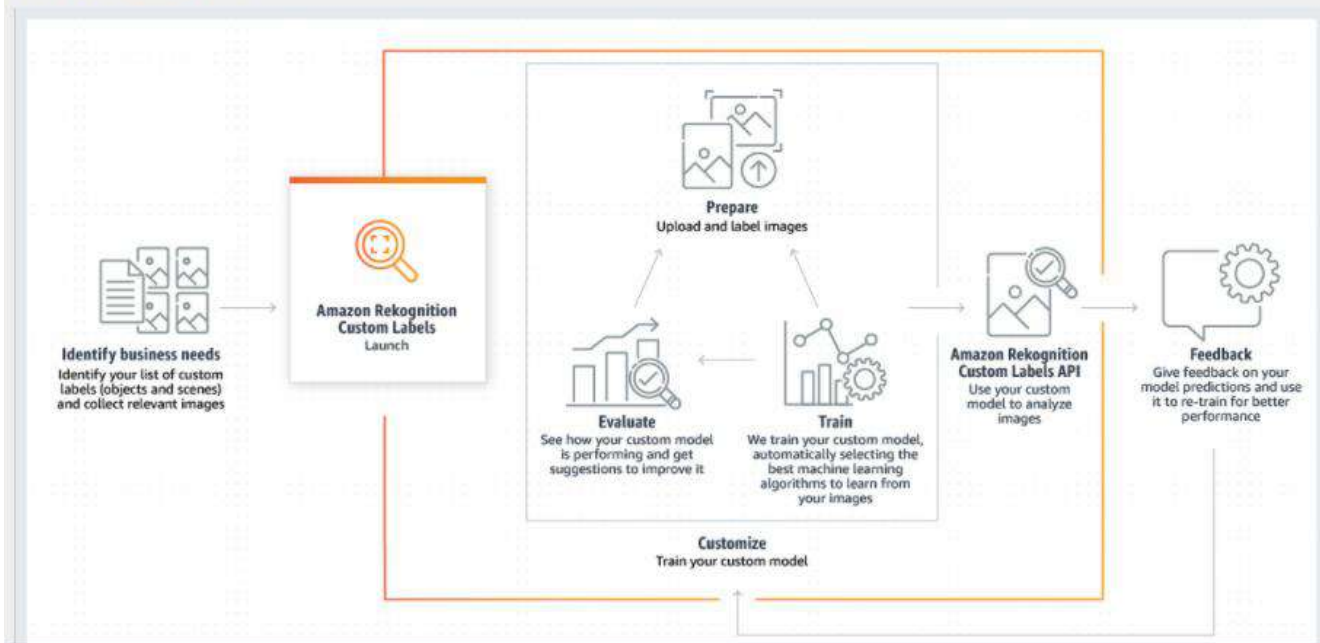 Prepare
Upload and label images
Amazon Rekognition
Custom Labels
Launch
Identify business needs
Identify your list of custom
labels (objects and scenes)
and collect relevant images
Evaluate
See how your custom model
is performing and get
suggestions to improve it
Train
We train your custom model,
automatically selecting the
best machine learning
algorithms to learn from
your images
Amazon Rekognition
Custom Labels API
Use your custom
model to analyze
images
Feedback
Give feedback on your
model predictions and use
it to re-train for better
performance
Customize
Train your custom model